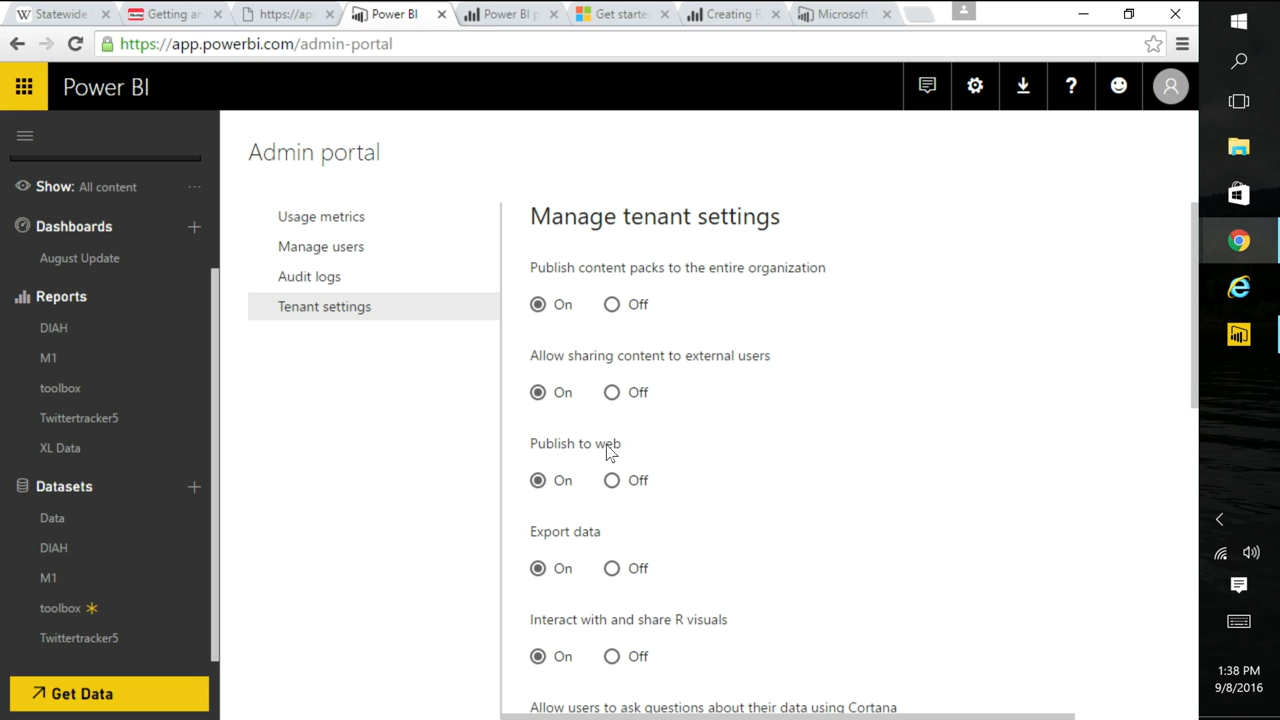 Statewide
Getting an
https://ap
Power BI
Power BI p
Get starte
Creating R
Microsoft
https://app.powerbi.com/admin-portal
Power BI
Admin portal
Show: All content
Dashboards
August Update
Reports
DIAH
M1
toolbox
Twittertracker5
XL Data
Datasets
Data
DIAH
M1
toolbox
Twittertracker5
Get Data
Usage metrics
Manage users
Audit logs
Tenant settings
Manage tenant settings
Publish content packs to the entire organization
On Off
Allow sharing content to external users
On Off
Publish to web
On Off
Export data
On Off
Interact with and share R visuals
On Off
Allow users to ask questions about their data using Cortana
1:38 PM
9/8/2016